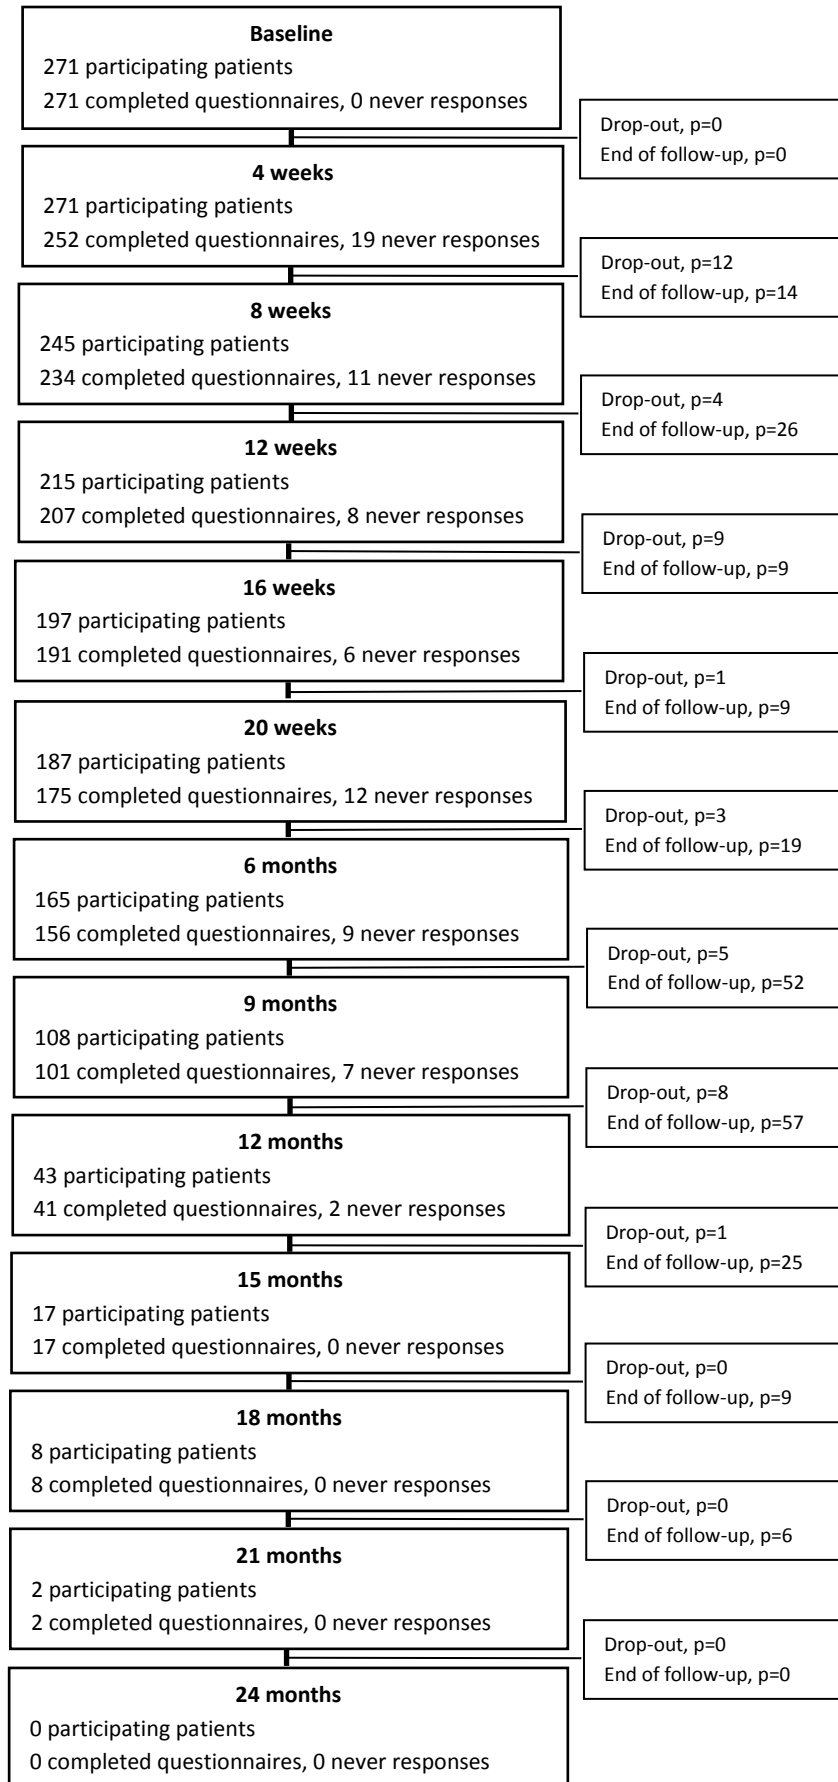 Baseline
271 participating patients
271 completed questionnaires, 0 never responses
Drop-out, p=0
End of follow-up, p=0
4 weeks
271 participating patients
252 completed questionnaires, 19 never responses
Drop-out, p=12
End of follow-up, p=14
8 weeks
245 participating patients
234 completed questionnaires, 11 never responses
Drop-out, p=4
End of follow-up, p=26
12 weeks
215 participating patients
207 completed questionnaires, 8 never responses
Drop-out, p=9
End of follow-up, p=9
16 weeks
197 participating patients
191 completed questionnaires, 6 never responses
Drop-out, p=1
End of follow-up, p=9
20 weeks
187 participating patients
175 completed questionnaires, 12 never responses
Drop-out, p=3
End of follow-up, p=19
6 months
165 participating patients
156 completed questionnaires, 9 never responses
Drop-out, p=5
End of follow-up, p=52
9 months
108 participating patients
101 completed questionnaires, 7 never responses
Drop-out, p=8
End of follow-up, p=57
12 months
43 participating patients
41 completed questionnaires, 2 never responses
Drop-out, p=1
End of follow-up, p=25
15 months
17 participating patients
17 completed questionnaires, 0 never responses
Drop-out, p=0
End of follow-up, p=9
18 months
8 participating patients
8 completed questionnaires, 0 never responses
Drop-out, p=0
End of follow-up, p=6
21 months
2 participating patients
2 completed questionnaires, 0 never responses
Drop-out, p=0
End of follow-up, p=0
24 months
0 participating patients
0 completed questionnaires, 0 never responses